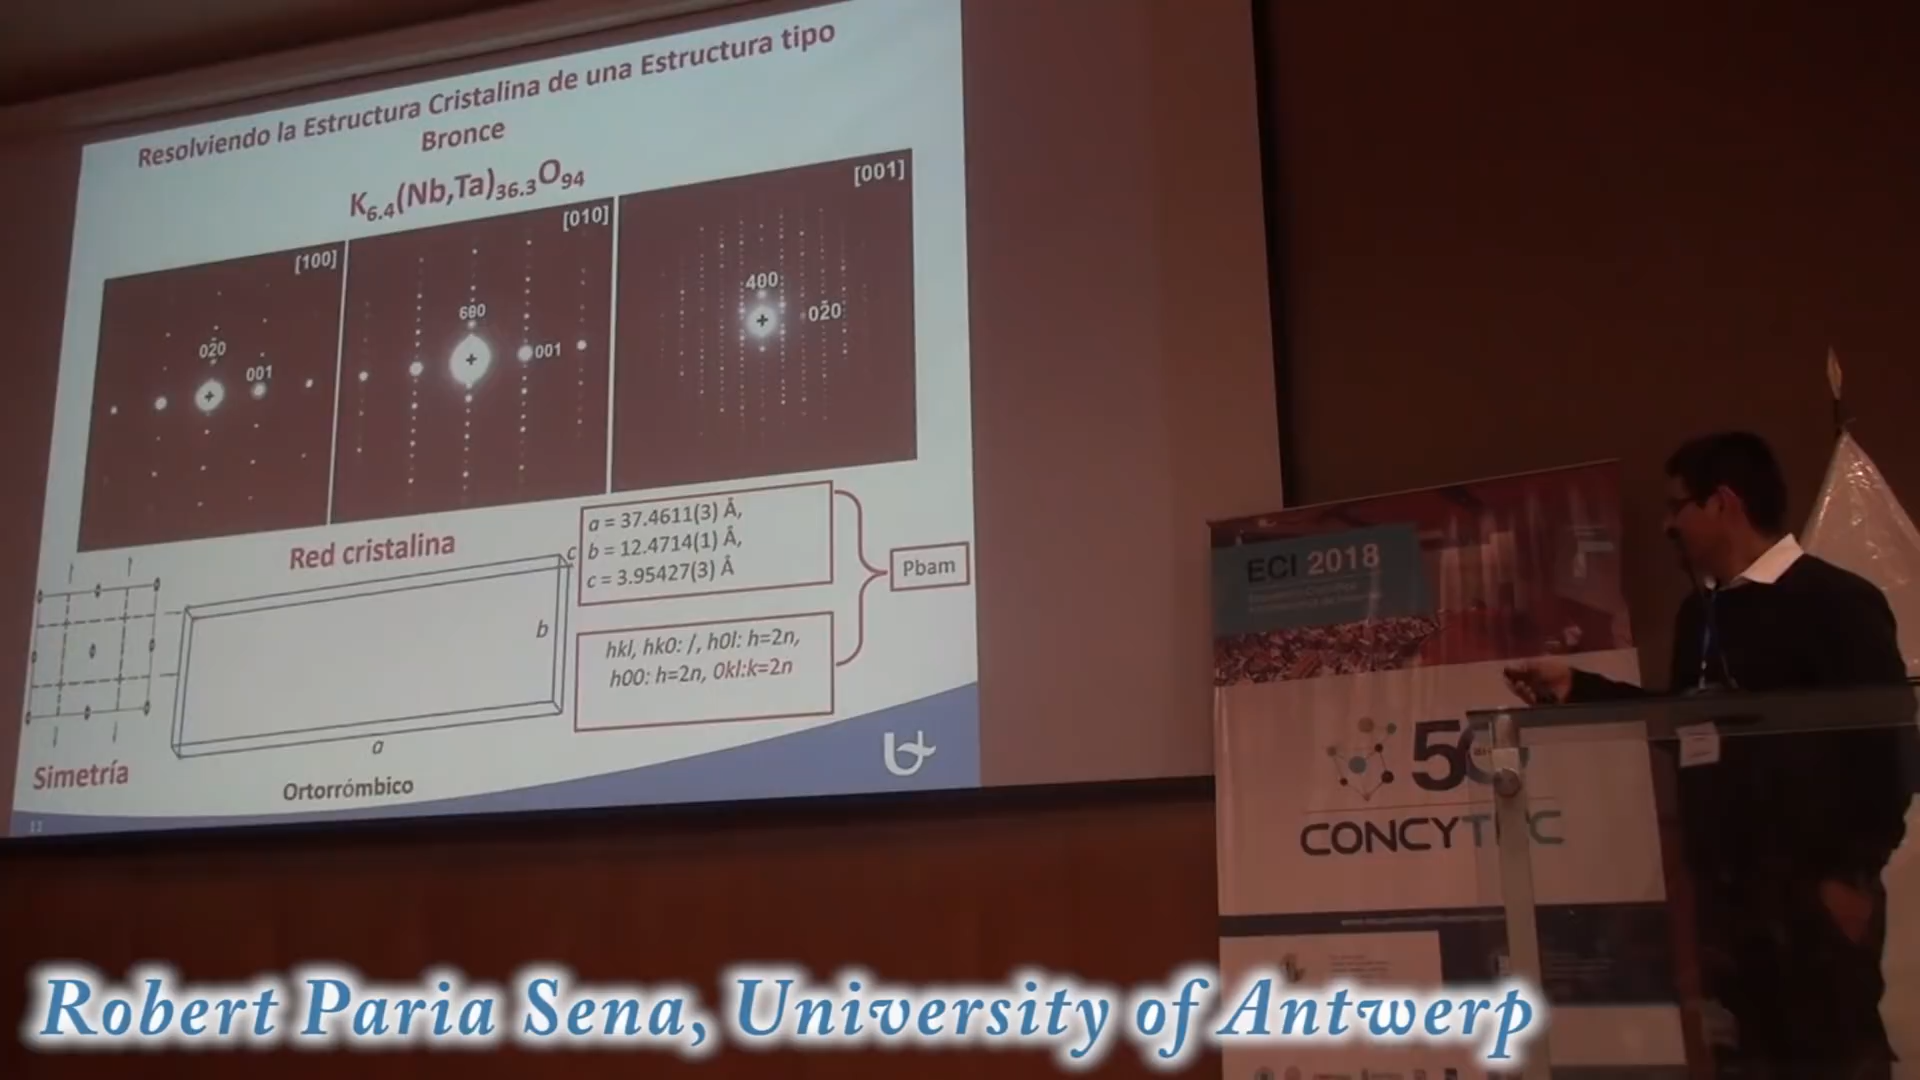 Resolviendo la Estructura Cristalina de una Estructura tipo
Bronce
K6.4(Nb,Ta)36.3O94
[100]
[010]
[001]
020
001
600
001
400
020
Red cristalina
a = 37.4611(3) Å,
b = 12.4714(1) Å,
c = 3.95427(3) Å
Pbam
hkl, hk0: /, h0l: h=2n,
h00: h=2n, 0kl:k=2n
c
b
a
Simetría
Ortorrómbico
11
ECI 2018
50
CONCYTEC
Robert Paria Sena, University of Antwerp